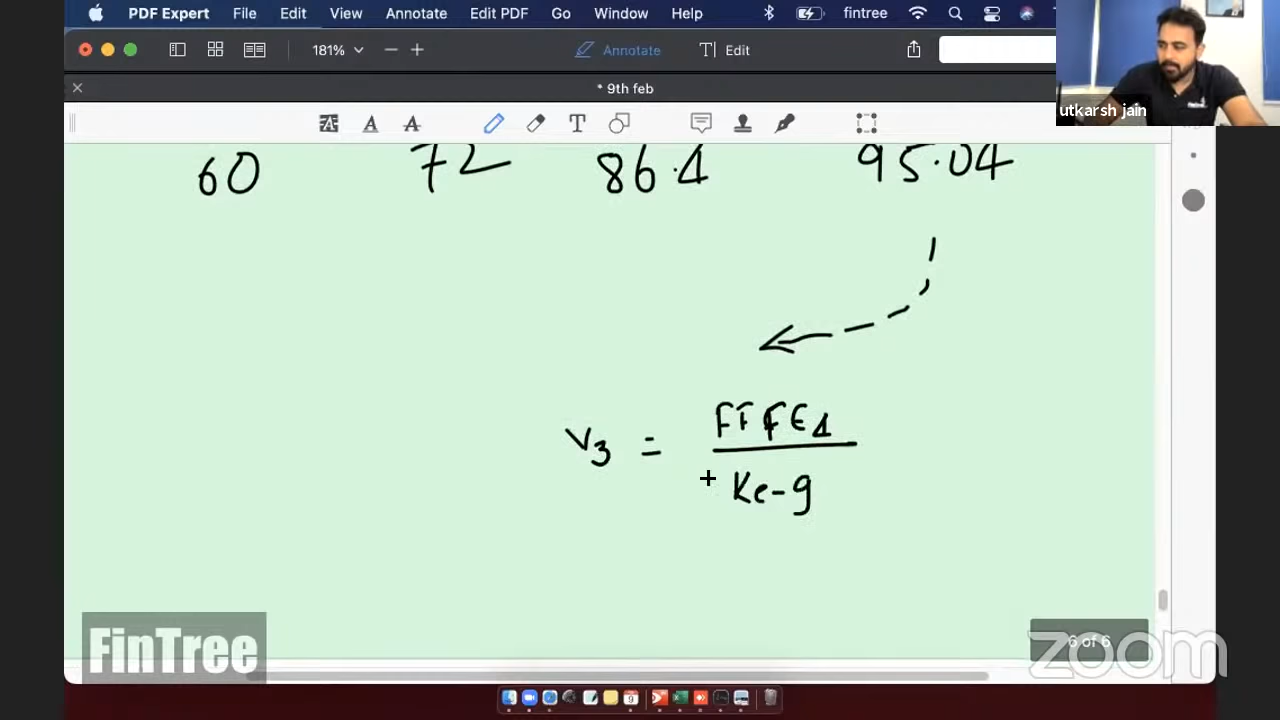 PDF Expert File Edit View Annotate Edit PDF Go Window Help fintree
181% Annotate T| Edit
utkarsh jain
* 9th feb
60 72 86.4 95.04
V3 = FCFE4
Ke-g
FinTree
6 of 6
zoom